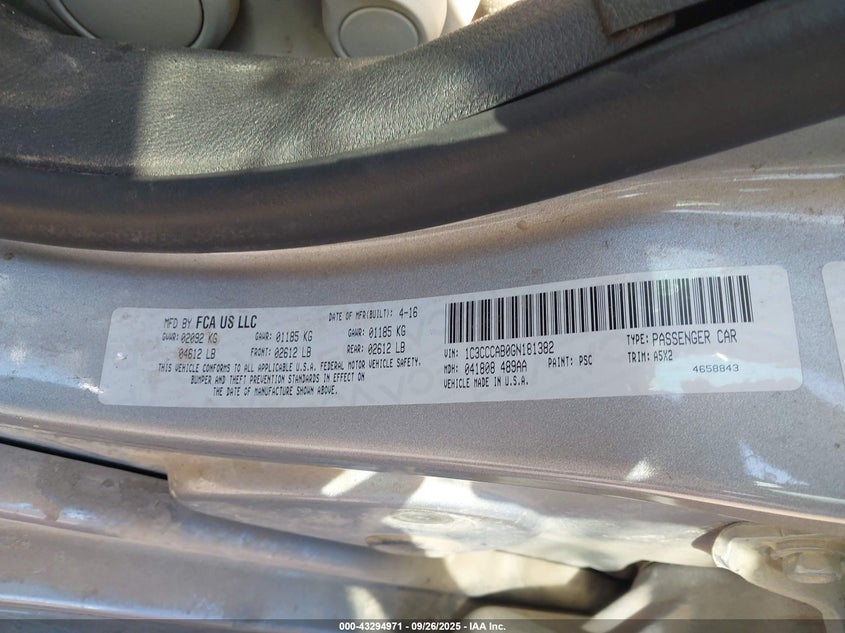 MFD BY FCA US LLC DATE OF MFR(BUILT): 4-16
GVWR: 02092 KG GAWR: 01185 KG GAWR: 01185 KG
04612 LB FRONT: 02612 LB REAR: 02612 LB
THIS VEHICLE CONFORMS TO ALL APPLICABLE U.S.A. FEDERAL MOTOR VEHICLE SAFETY,
BUMPER AND THEFT PREVENTION STANDARDS IN EFFECT ON
THE DATE OF MANUFACTURE SHOWN ABOVE.
VIN: 1C3CCCAB0GN181382 TYPE: PASSENGER CAR
MDH: 041808 489AA PAINT: PSC TRIM: A5X2
VEHICLE MADE IN U.S.A. 4658843
000-43294971 - 09/26/2025 - IAA Inc.